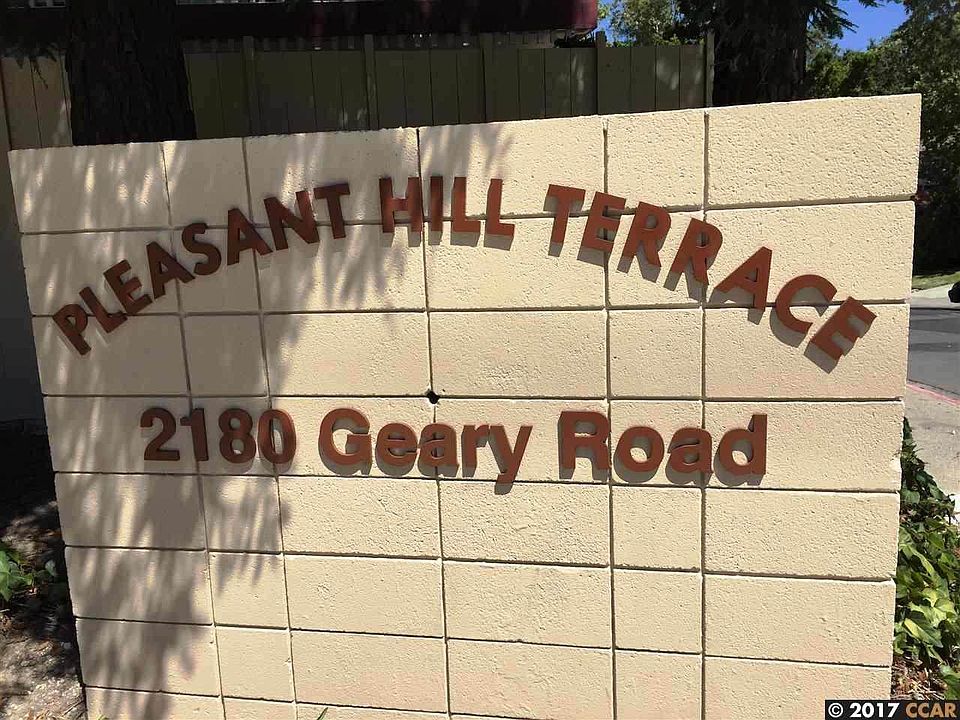 PLEASANT HILL TERRACE
2180 Geary Road
© 2017 CCAR